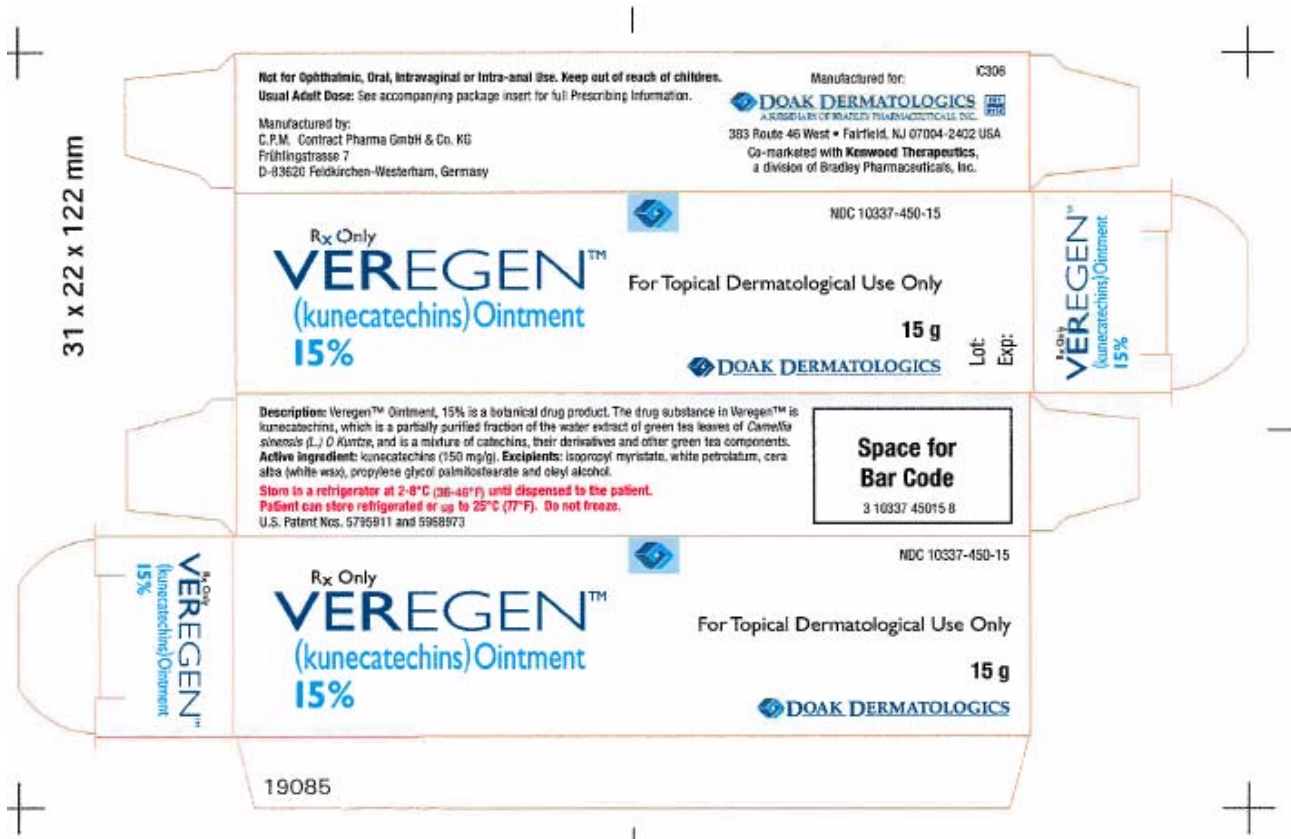 31 x 22 x 122 mm
Not for Ophthalmic, Oral, Intravaginal or Intra-anal Use. Keep out of reach of children.
Usual Adult Dose: See accompanying package insert for full Prescribing Information.
Manufactured by:
C.P.M. Contract Pharma GmbH & Co. KG
Frühlingstrasse 7
D-83620 Feldkirchen-Westerham, Germany
IC306
Manufactured for:
DOAK DERMATOLOGICS
A SUBSIDIARY OF BRADLEY PHARMACEUTICALS, INC.
383 Route 46 West • Fairfield, NJ 07004-2402 USA
Co-marketed with Kenwood Therapeutics,
a division of Bradley Pharmaceuticals, Inc.
NDC 10337-450-15
Rx Only
VEREGEN™
(kunecatechins) Ointment
15%
For Topical Dermatological Use Only
15 g
DOAK DERMATOLOGICS
Lot:
Exp:
Rx Only
VEREGEN™
(kunecatechins) Ointment
15%
Description: Veregen™ Ointment, 15% is a botanical drug product. The drug substance in Veregen™ is
kunecatechins, which is a partially purified fraction of the water extract of green tea leaves of Camellia
sinensis (L.) O Kuntze, and is a mixture of catechins, their derivatives and other green tea components.
Active ingredient: kunecatechins (150 mg/g). Excipients: isopropyl myristate, white petrolatum, cera
alba (white wax), propylene glycol palmitostearate and oleyl alcohol.
Store in a refrigerator at 2-8°C (36-46°F) until dispensed to the patient.
Patient can store refrigerated or up to 25°C (77°F). Do not freeze.
U.S. Patent Nos. 5795911 and 5968973
Space for
Bar Code
3 10337 45015 8
Rx Only
VEREGEN™
(kunecatechins) Ointment
15%
NDC 10337-450-15
Rx Only
VEREGEN™
(kunecatechins) Ointment
15%
For Topical Dermatological Use Only
15 g
DOAK DERMATOLOGICS
19085